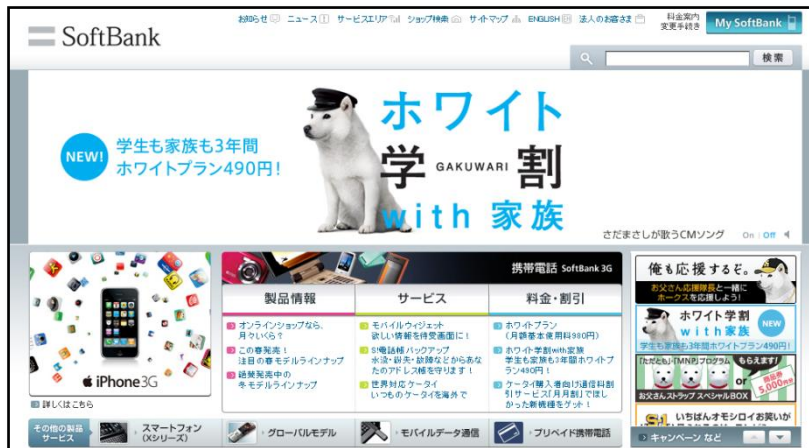 お知らせ ニュース サービスエリア ショップ検索 サイトマップ ENGLISH 法人のお客さま
料金案内
変更手続き
My SoftBank
SoftBank
検索
NEW!
学生も家族も3年間
ホワイトプラン490円!
ホワイト
学 GAKUWARI 割
with 家族
さだまさしが歌うCMソング On | Off
携帯電話 SoftBank 3G
製品情報
サービス
料金・割引
オンラインショップなら、
月々いくら?
この春発売!
注目の春モデルラインナップ
絶賛発売中の
冬モデルラインナップ
モバイルウィジェット
欲しい情報を待受画面に!
S!電話帳バックアップ
水没・紛失・故障などからあな
たのアドレス帳を守ります!
世界対応ケータイ
いつものケータイを海外で
ホワイトプラン
(月額基本使用料980円)
ホワイト学割with家族
学生も家族も3年間ホワイトプ
ラン490円!
ケータイ購入者向け通信料割
引サービス「月月割」でほし
かった新機種をゲット!
iPhone3G
詳しくはこちら
俺も応援するぞ。
お父さん応援隊長と一緒に
ホークスを応援しよう!
ホワイト学割
with家族
NEW
学生も家族も3年間ホワイトプラン490円!
「ただとも」・「MNP」プログラム もらえます!
or
商品券
5,000円分
お父さんストラップ スペシャルBOX
いちばんオモシロイお笑いが
キャンペーン など
その他の製品
サービス
スマートフォン
(Xシリーズ)
グローバルモデル
モバイルデータ通信
プリペイド携帯電話